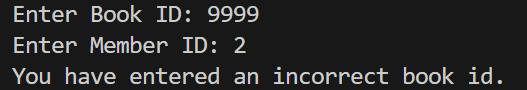 Enter Book ID: 9999
Enter Member ID: 2
You have entered an incorrect book id.